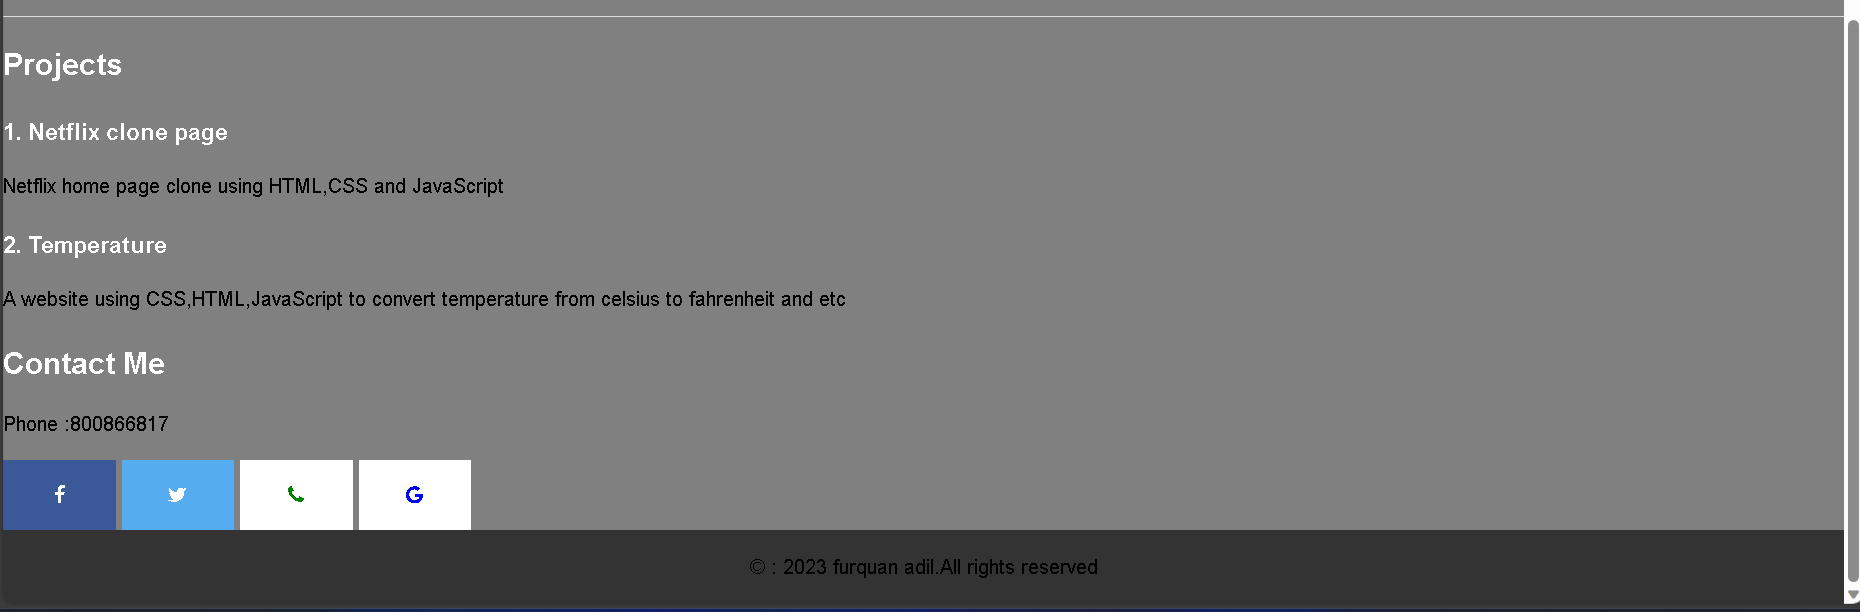 Projects
1. Netflix clone page
Netflix home page clone using HTML,CSS and JavaScript
2. Temperature
A website using CSS,HTML,JavaScript to convert temperature from celsius to fahrenheit and etc
Contact Me
Phone :800866817
© : 2023 furquan adil.All rights reserved